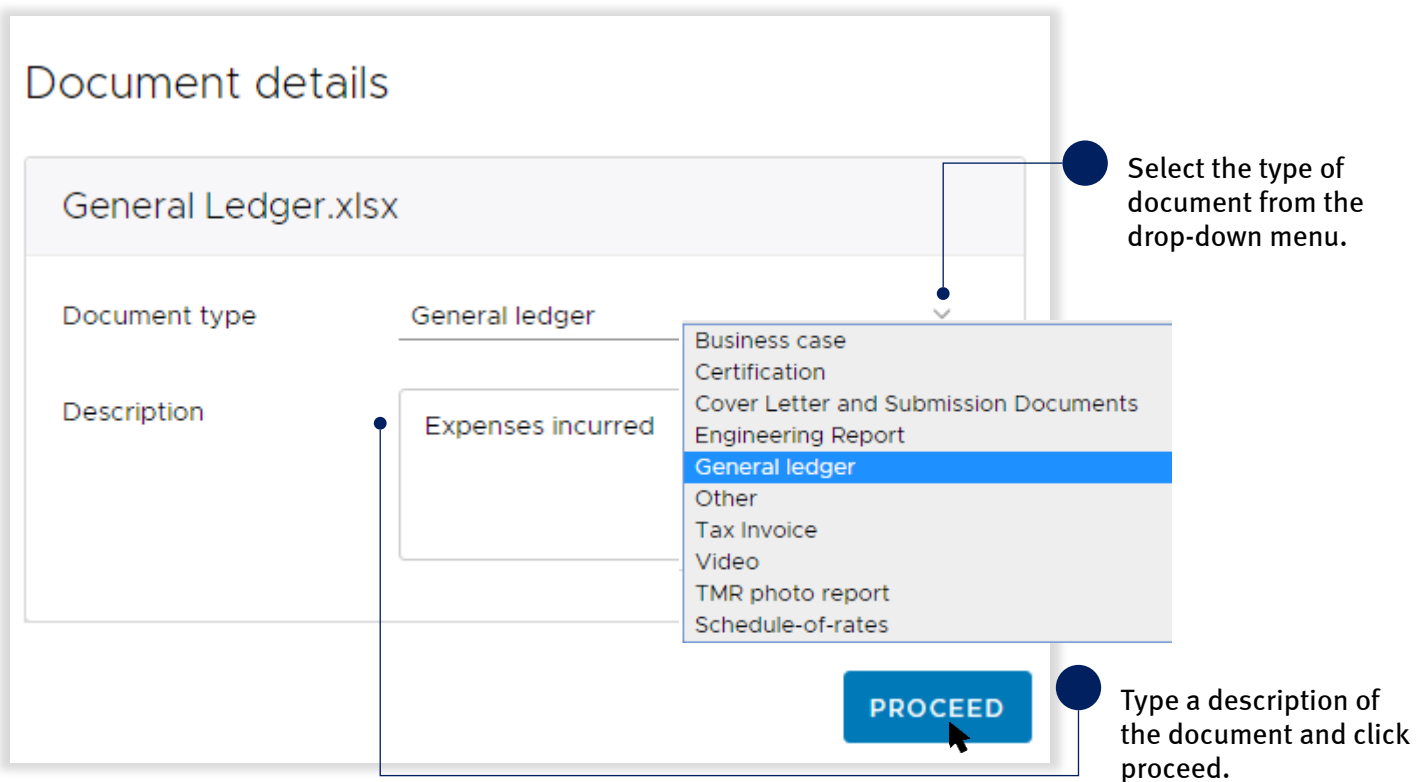 Document details
General Ledger.xlsx
Select the type of
document from the
drop-down menu.
Document type
General ledger
Business case
Certification
Cover Letter and Submission Documents
Engineering Report
General ledger
Other
Tax Invoice
Video
TMR photo report
Schedule-of-rates
Description
Expenses incurred
PROCEED
Type a description of
the document and click
proceed.